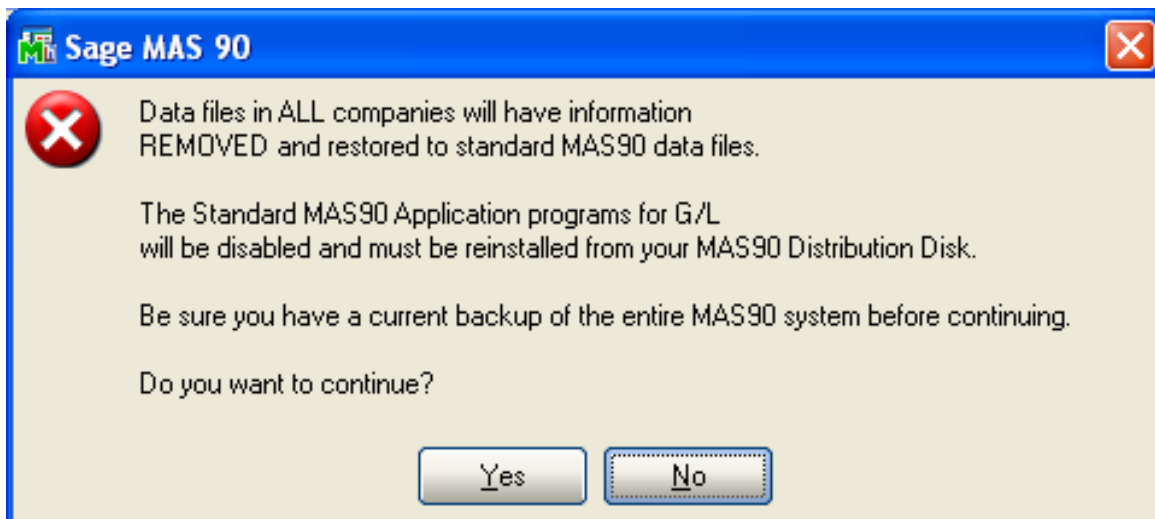 Sage MAS 90
Data files in ALL companies will have information
REMOVED and restored to standard MAS90 data files.
The Standard MAS90 Application programs for G/L
will be disabled and must be reinstalled from your MAS90 Distribution Disk.
Be sure you have a current backup of the entire MAS90 system before continuing.
Do you want to continue?
Yes
No